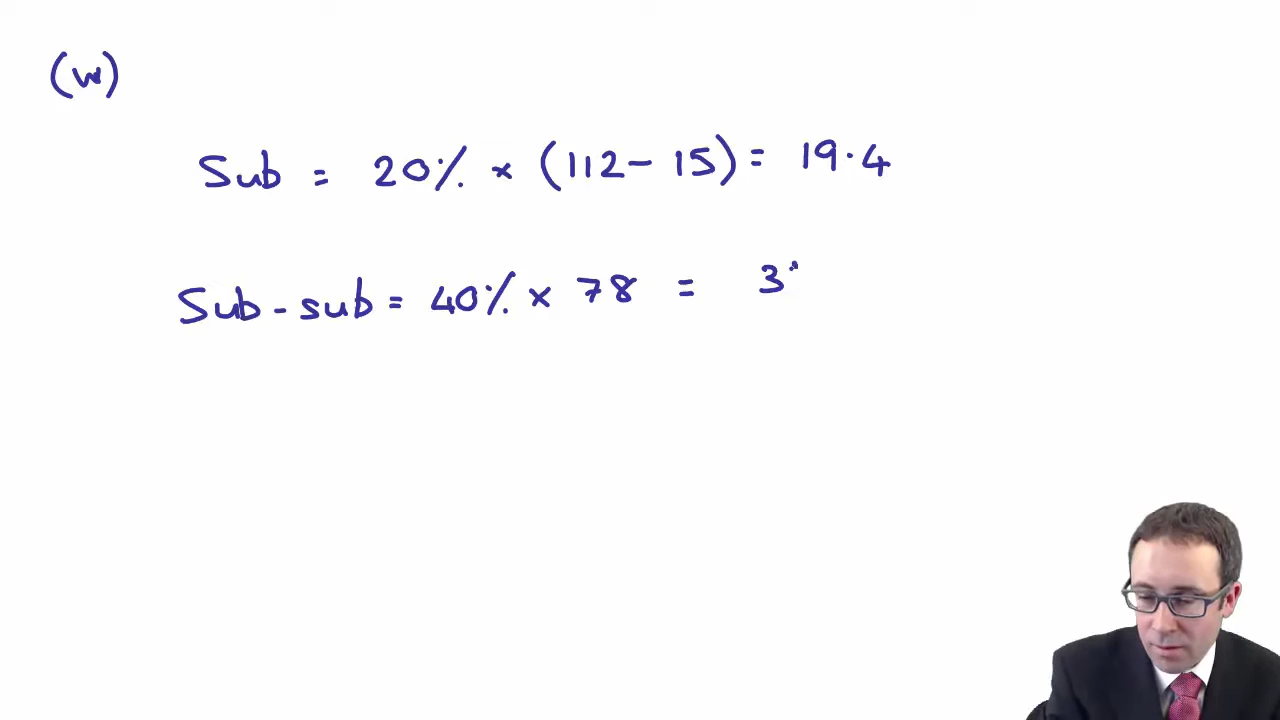 (w)
Sub = 20% × (112 - 15) = 19.4
Sub - sub = 40% × 78 = 3